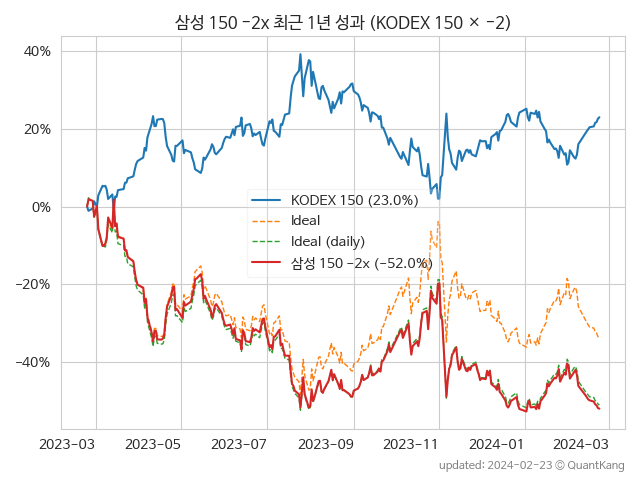 삼성 150 −2x 최근 1년 성과 (KODEX 150 × −2)
40%
20%
0%
−20%
−40%
KODEX 150 (23.0%)
Ideal
Ideal (daily)
삼성 150 −2x (−52.0%)
2023−03 2023−05 2023−07 2023−09 2023−11 2024−01 2024−03
updated: 2024−02−23 © QuantKang